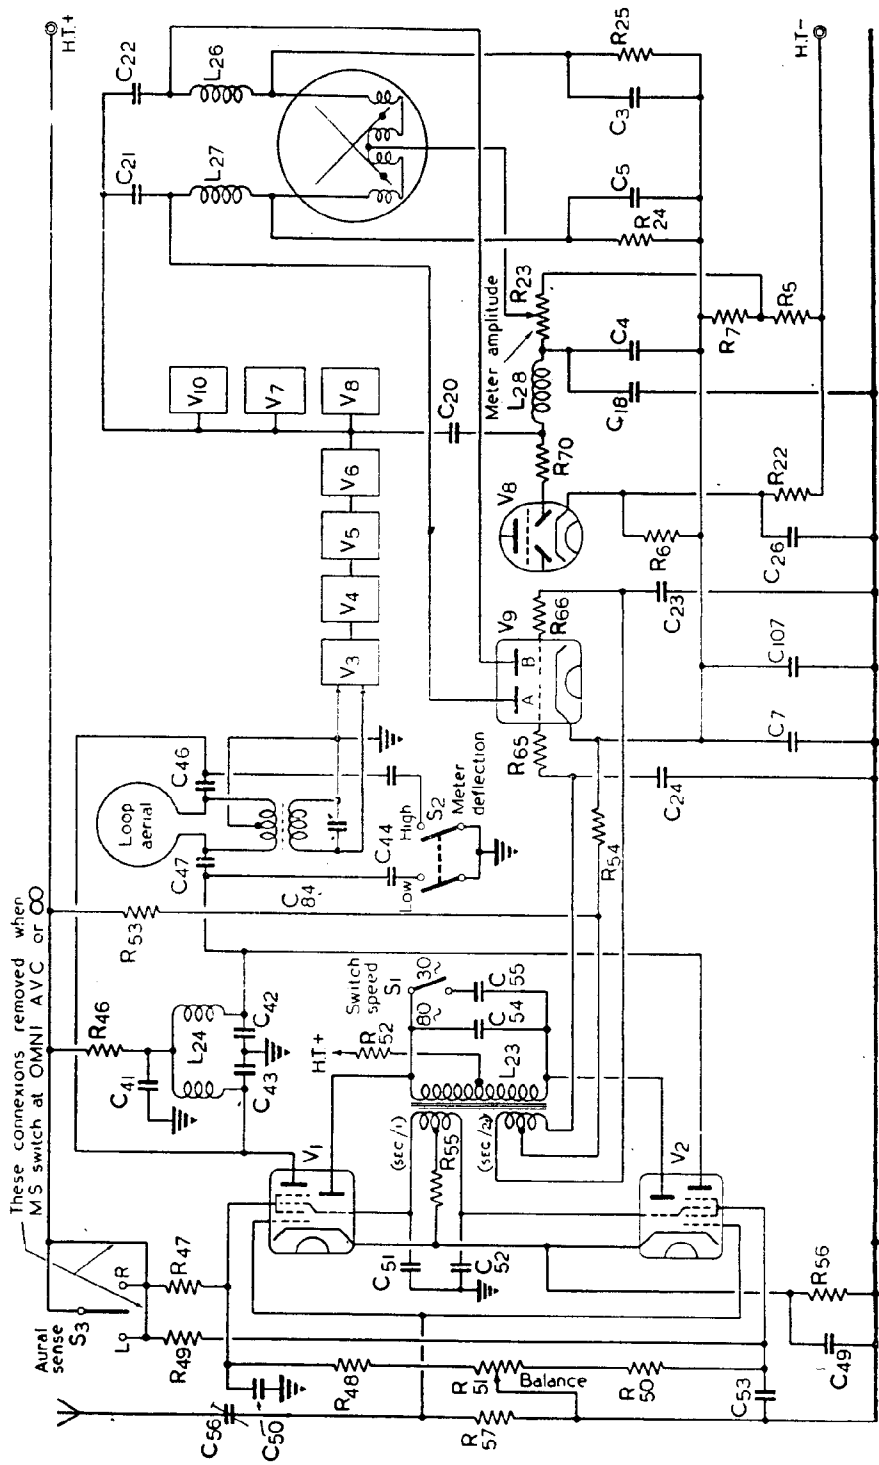 These connexions removed when
MS switch at OMNI AVC or ∞
H.T.+
Aural
sense
S3
L
R
R47
R49
R46
C41
L24
C43
C42
R53
C47
Loop
aerial
C46
C84
C44
Low
High
S2
Meter
deflection
V3
V4
V5
V6
V8
V7
V10
C20
C21
C22
L27
L26
H.T.+
R52
Switch
speed
S1
80~
30~
C54
C55
L23
(SEC/1)
(SEC/2)
R55
V1
V2
C51
C52
C56
C50
R48
R51
Balance
R50
R57
C53
C49
R56
R54
R65
V9
A
B
R66
V8
R70
L28
Meter amplitude
R23
C24
C7
C107
C23
R6
C26
R22
C18
C4
R7
R5
R24
C5
C3
R25
H.T−